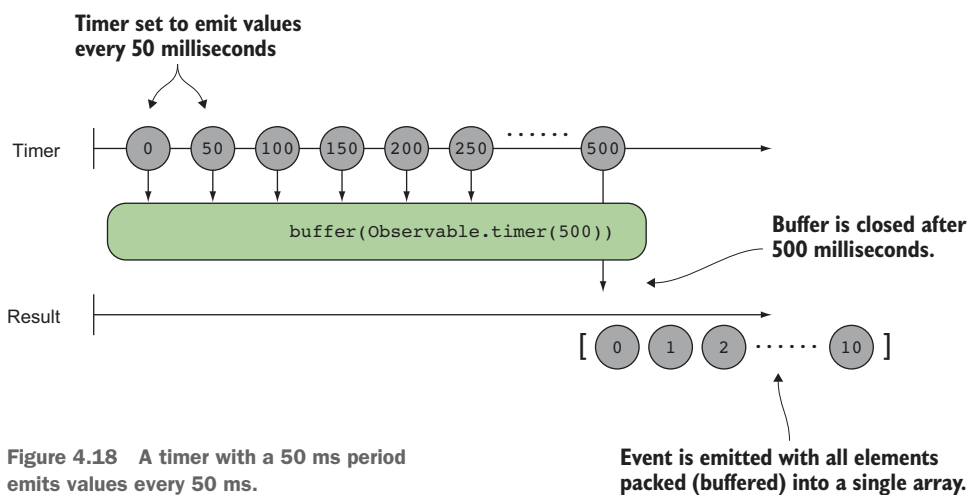 Timer set to emit values
every 50 milliseconds
Timer
0 50 100 150 200 250 ...... 500
buffer(Observable.timer(500))
Buffer is closed after
500 milliseconds.
Result
[ 0 1 2 ...... 10 ]
Figure 4.18 A timer with a 50 ms period
emits values every 50 ms.
Event is emitted with all elements
packed (buffered) into a single array.